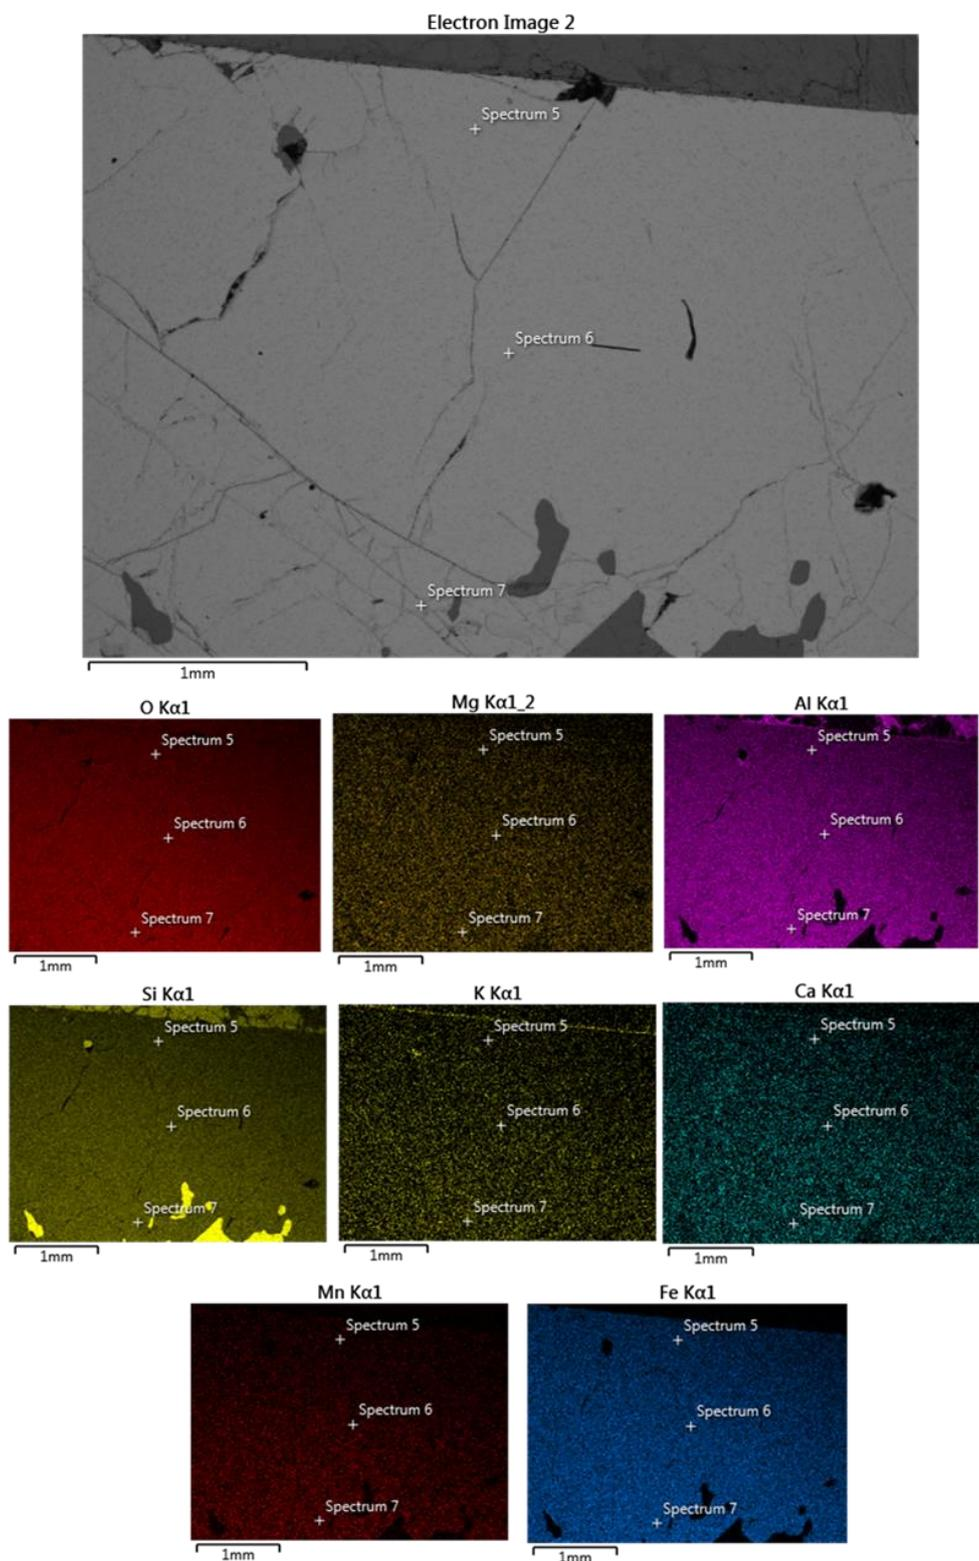 Electron Image 2
Spectrum 5
Spectrum 6
Spectrum 7
1mm
O Kα1
Spectrum 5
Spectrum 6
Spectrum 7
1mm
Mg Kα1_2
Spectrum 5
Spectrum 6
Spectrum 7
1mm
Al Kα1
Spectrum 5
Spectrum 6
Spectrum 7
1mm
Si Kα1
Spectrum 5
Spectrum 6
Spectrum 7
1mm
K Kα1
Spectrum 5
Spectrum 6
Spectrum 7
1mm
Ca Kα1
Spectrum 5
Spectrum 6
Spectrum 7
1mm
Mn Kα1
Spectrum 5
Spectrum 6
Spectrum 7
1mm
Fe Kα1
Spectrum 5
Spectrum 6
Spectrum 7
1mm